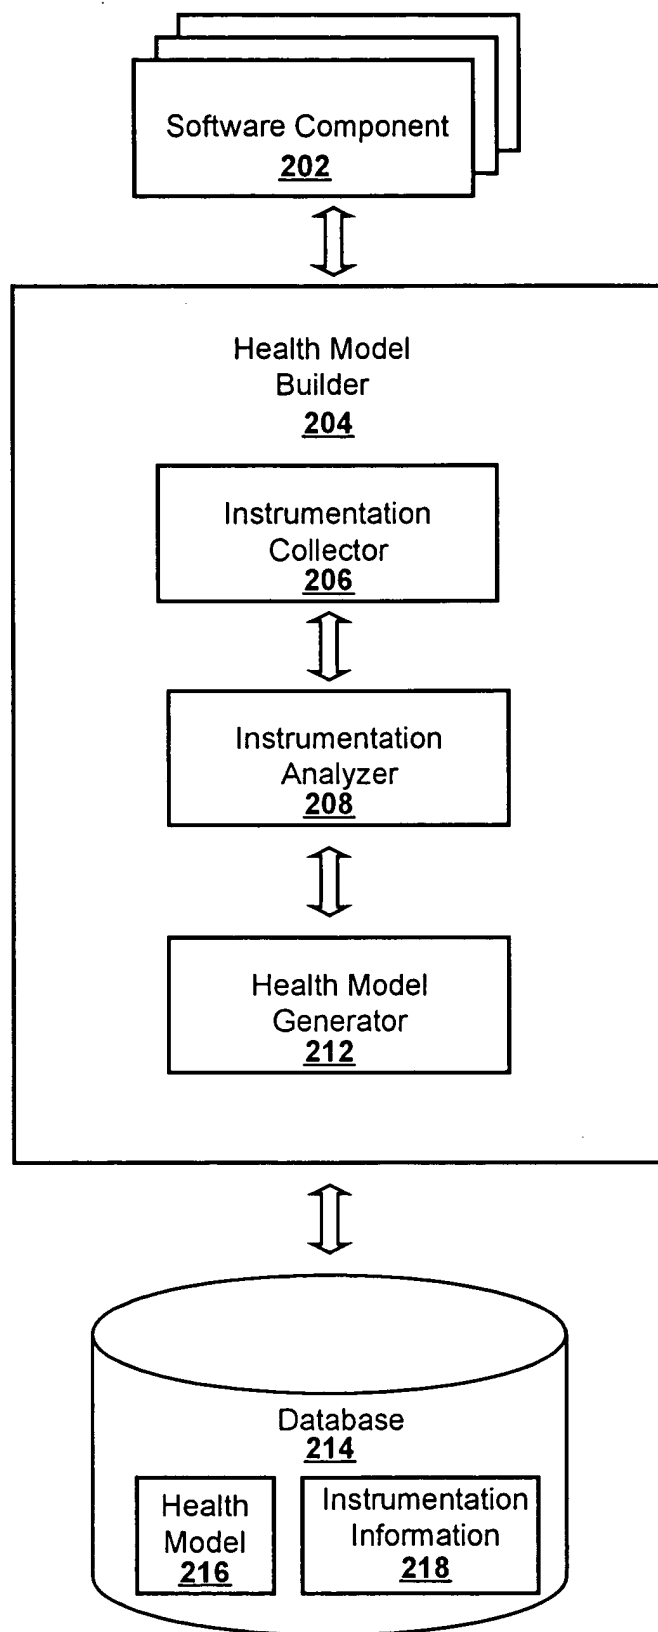 Software Component
202
Health Model
Builder
204
Instrumentation
Collector
206
Instrumentation
Analyzer
208
Health Model
Generator
212
Database
214
Health
Model
216
Instrumentation
Information
218